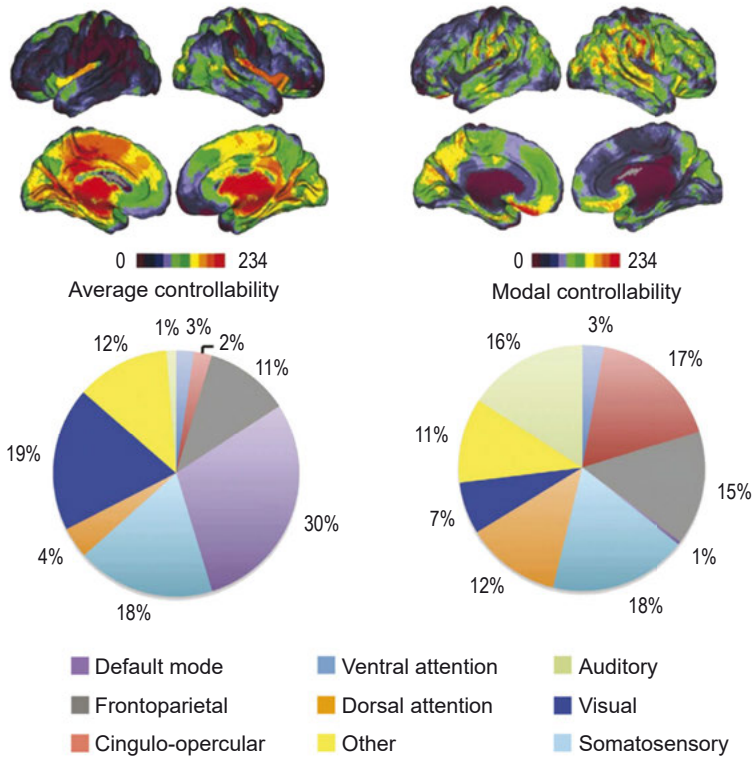 0 234
Average controllability
0 234
Modal controllability
1% 3%
2%
12%
11%
19%
30%
4%
18%
3%
16%
17%
11%
15%
7%
1%
12%
18%
Default mode
Ventral attention
Auditory
Frontoparietal
Dorsal attention
Visual
Cingulo-opercular
Other
Somatosensory